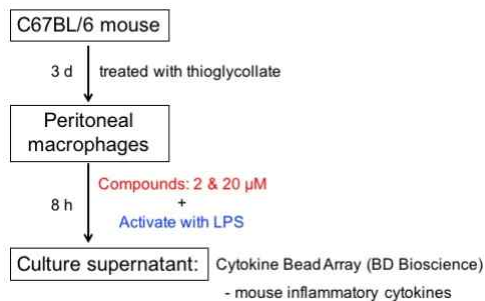 C67BL/6 mouse
3 d treated with thioglycollate
Peritoneal
macrophages
Compounds: 2 & 20 µM
8 h +
Activate with LPS
Culture supernatant: Cytokine Bead Array (BD Bioscience)
- mouse inflammatory cytokines